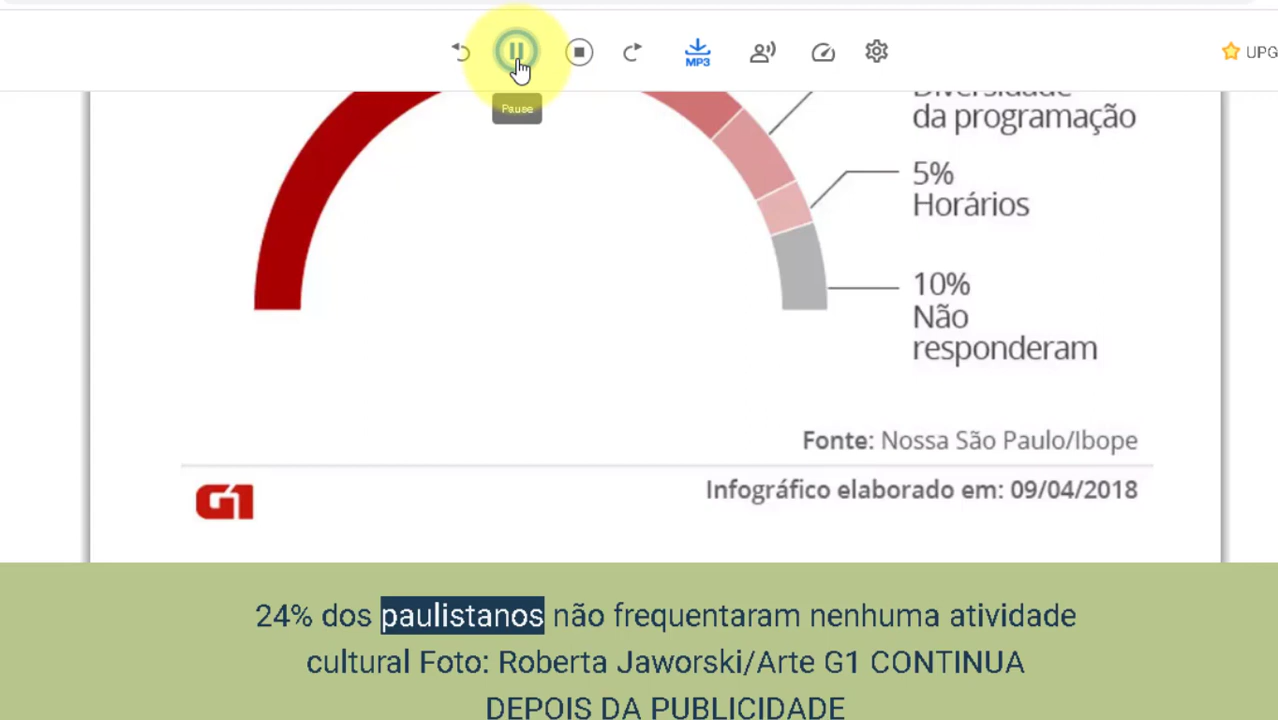 MP3
UPG
Pause
Diversidade
da programação
5%
Horários
10%
Não
responderam
Fonte: Nossa São Paulo/Ibope
G1
Infográfico elaborado em: 09/04/2018
24% dos paulistanos não frequentaram nenhuma atividade
cultural Foto: Roberta Jaworski/Arte G1 CONTINUA
DEPOIS DA PUBLICIDADE